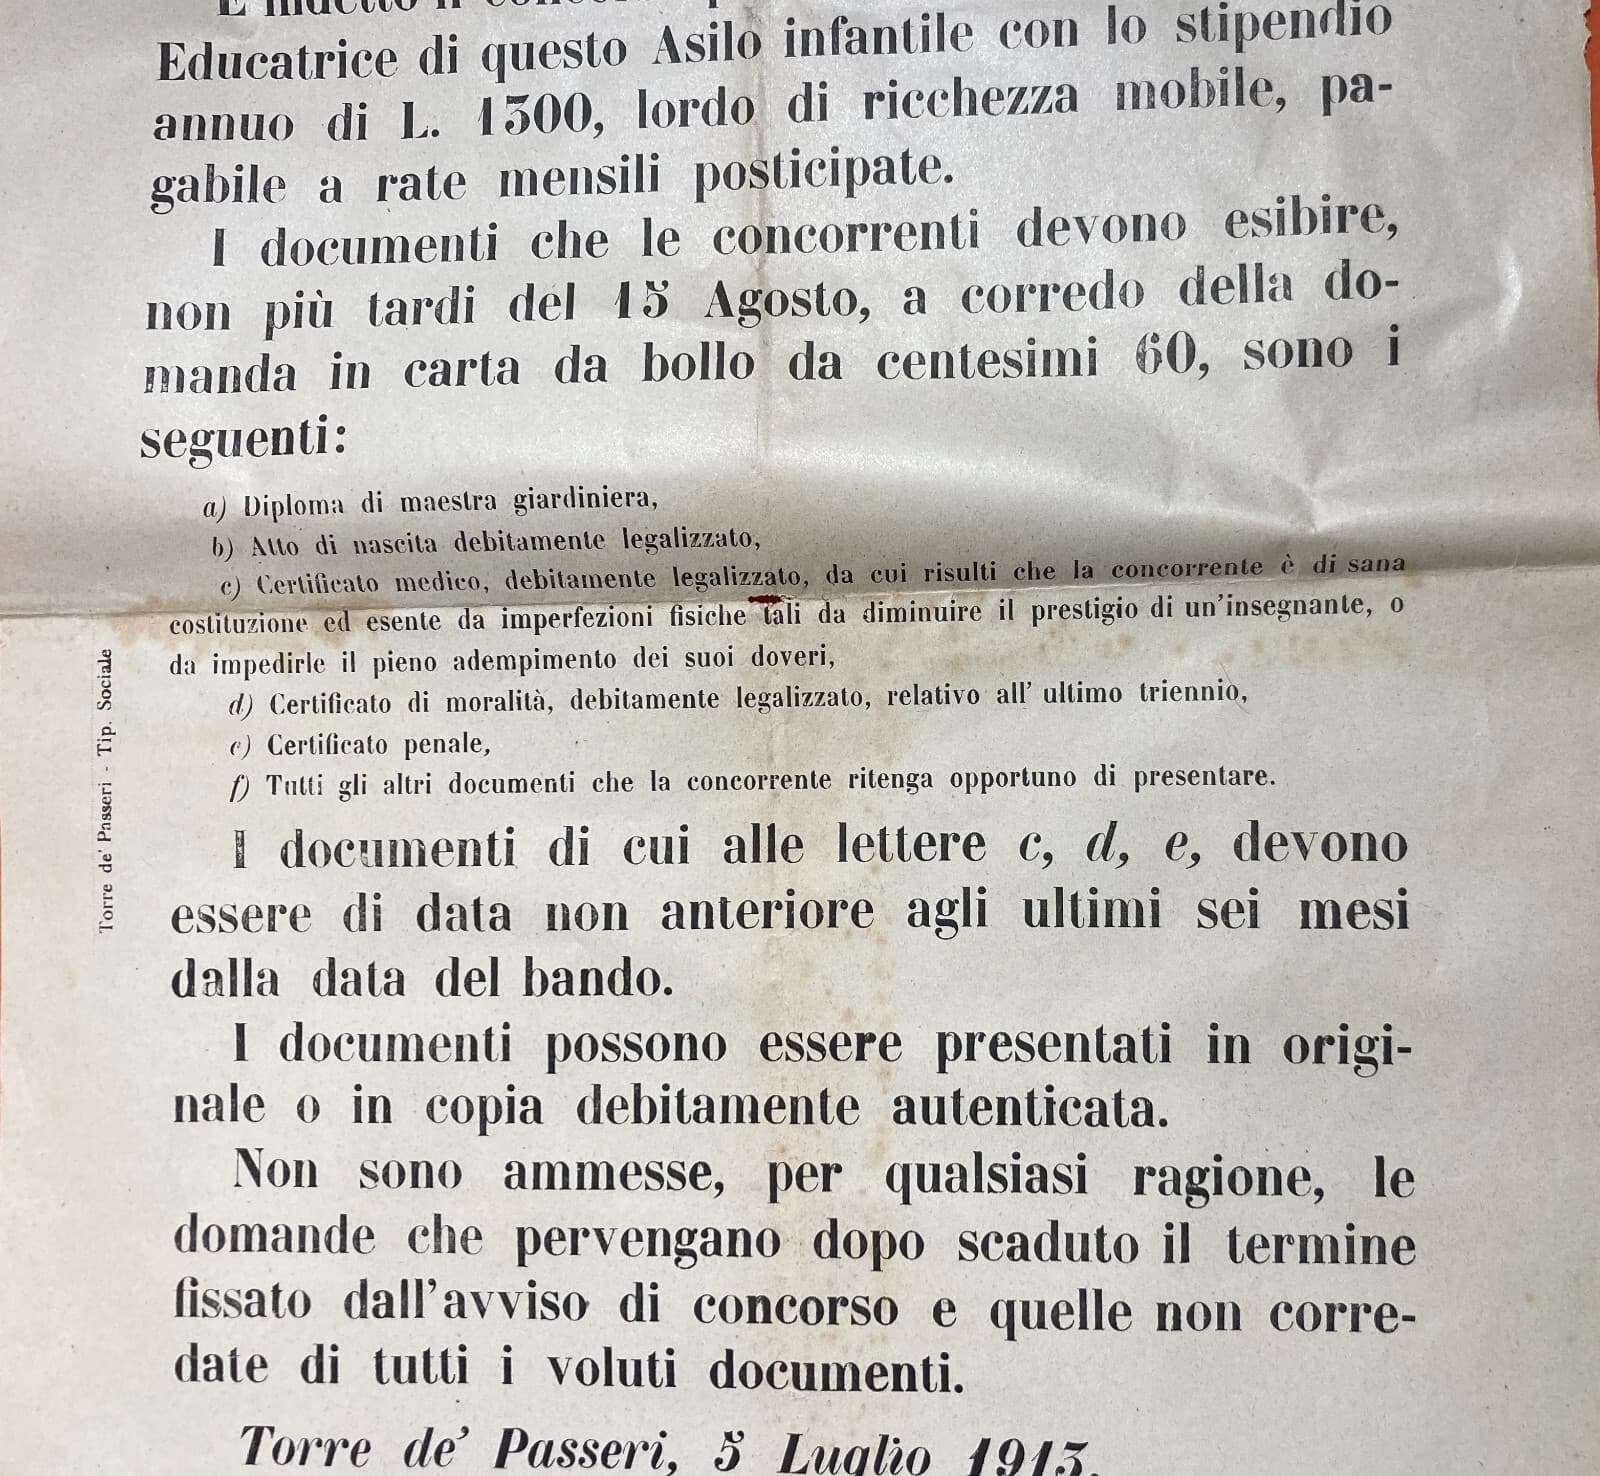 È indetto il concorso
Educatrice di questo Asilo infantile con lo stipendio
annuo di L. 1300, lordo di ricchezza mobile, pa-
gabile a rate mensili posticipate.
I documenti che le concorrenti devono esibire,
non più tardi del 15 Agosto, a corredo della do-
manda in carta da bollo da centesimi 60, sono i
seguenti:
a) Diploma di maestra giardiniera,
b) Atto di nascita debitamente legalizzato,
c) Certificato medico, debitamente legalizzato, da cui risulti che la concorrente è di sana
costituzione ed esente da imperfezioni fisiche tali da diminuire il prestigio di un'insegnante, o
da impedirle il pieno adempimento dei suoi doveri,
d) Certificato di moralità, debitamente legalizzato, relativo all' ultimo triennio,
e) Certificato penale,
f) Tutti gli altri documenti che la concorrente ritenga opportuno di presentare.
I documenti di cui alle lettere c, d, e, devono
essere di data non anteriore agli ultimi sei mesi
dalla data del bando.
I documenti possono essere presentati in origi-
nale o in copia debitamente autenticata.
Non sono ammesse, per qualsiasi ragione, le
domande che pervengano dopo scaduto il termine
fissato dall'avviso di concorso e quelle non corre-
date di tutti i voluti documenti.
Torre de' Passeri, 5 Luglio 1913.
Torre de' Passeri - Tip. Sociale